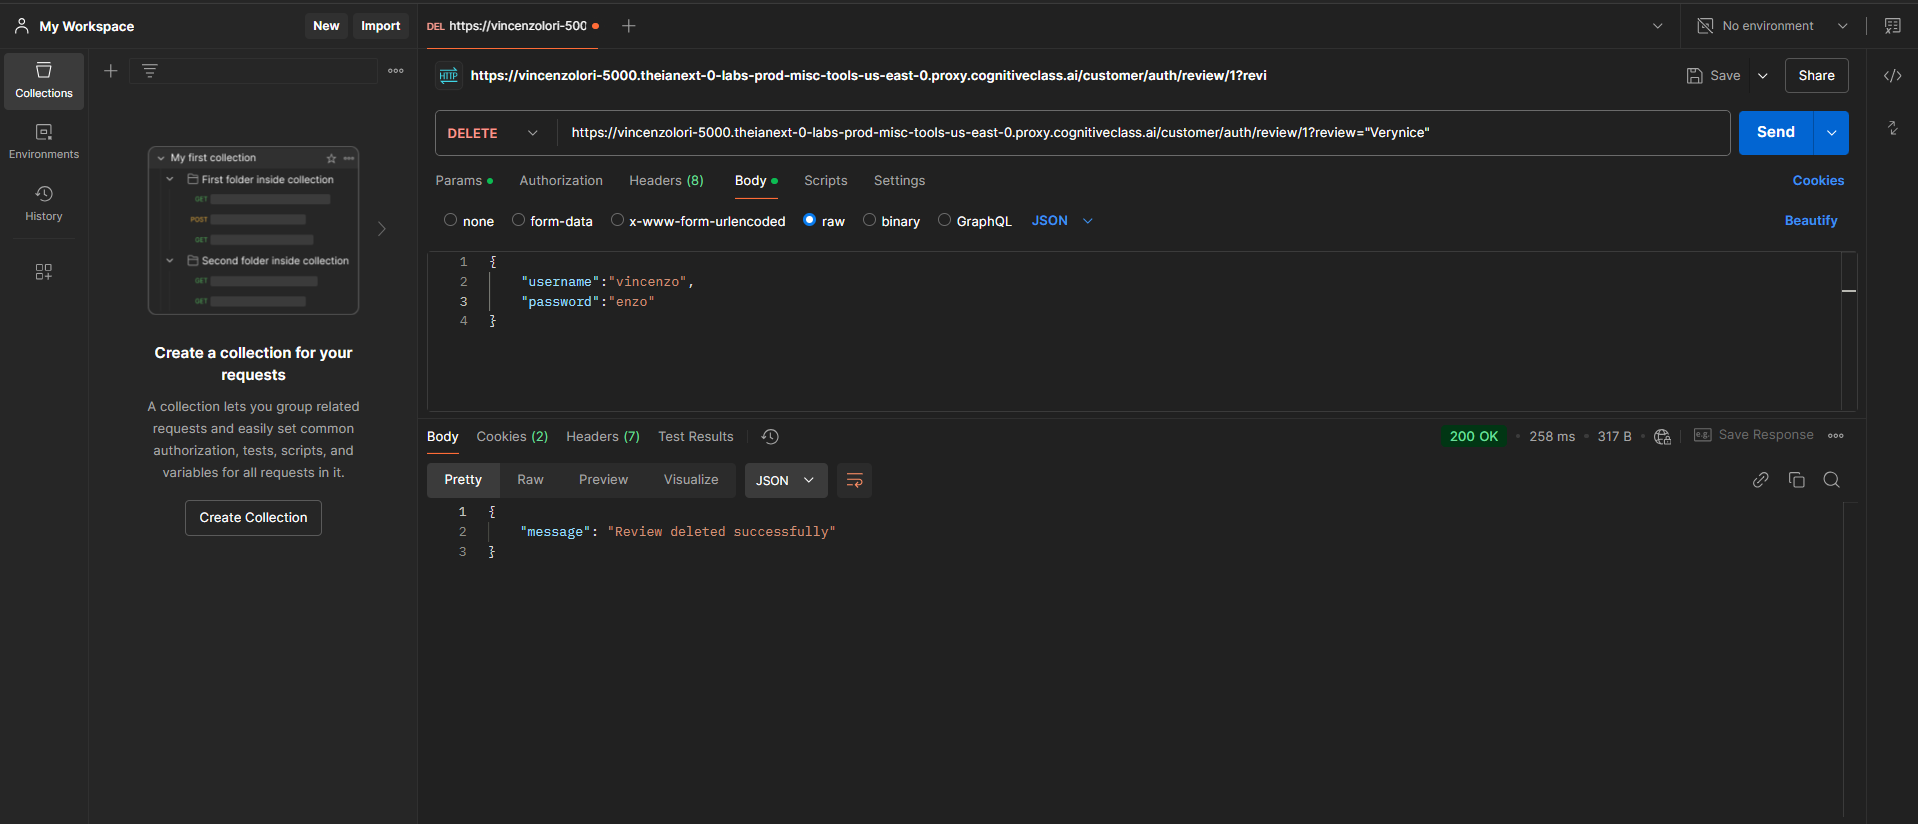 My Workspace
New
Import
DEL https://vincenzolori-500
No environment
Collections
Environments
History
My first collection
First folder inside collection
GET
POST
GET
Second folder inside collection
GET
GET
Create a collection for your
requests
A collection lets you group related
requests and easily set common
authorization, tests, scripts, and
variables for all requests in it.
Create Collection
HTTP https://vincenzolori-5000.theianext-0-labs-prod-misc-tools-us-east-0.proxy.cognitiveclass.ai/customer/auth/review/1?revi
Save
Share
DELETE
https://vincenzolori-5000.theianext-0-labs-prod-misc-tools-us-east-0.proxy.cognitiveclass.ai/customer/auth/review/1?review="Verynice"
Send
Params Authorization Headers (8) Body Scripts Settings
Cookies
none form-data x-www-form-urlencoded raw binary GraphQL JSON
Beautify
1 {
2 "username":"vincenzo",
3 "password":"enzo"
4 }
Body Cookies (2) Headers (7) Test Results
200 OK 258 ms 317 B e.g. Save Response
Pretty Raw Preview Visualize JSON
1 {
2 "message": "Review deleted successfully"
3 }